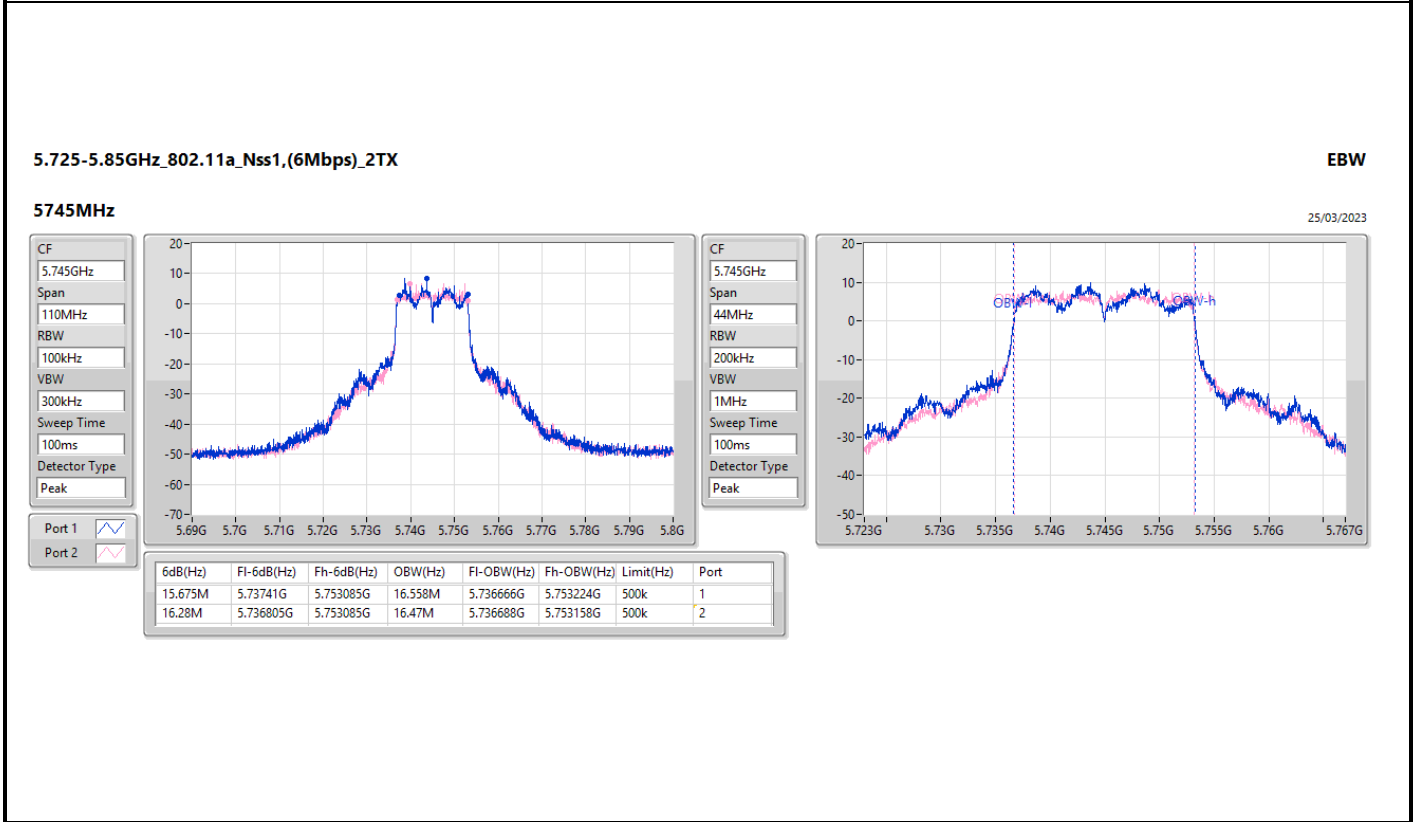 5.725-5.85GHz_802.11a_Nss1,(6Mbps)_2TX
EBW
5745MHz
25/03/2023
CF
5.745GHz
Span
110MHz
RBW
100kHz
VBW
300kHz
Sweep Time
100ms
Detector Type
Peak
Port 1
Port 2
20
10
0
-10
-20
-30
-40
-50
-60
-70
5.69G 5.7G 5.71G 5.72G 5.73G 5.74G 5.75G 5.76G 5.77G 5.78G 5.79G 5.8G
CF
5.745GHz
Span
44MHz
RBW
200kHz
VBW
1MHz
Sweep Time
100ms
Detector Type
Peak
20
10
0
-10
-20
-30
-40
-50
OBW-h
5.723G 5.73G 5.735G 5.74G 5.745G 5.75G 5.755G 5.76G 5.767G
6dB(Hz) Fl-6dB(Hz) Fh-6dB(Hz) OBW(Hz) Fl-OBW(Hz) Fh-OBW(Hz) Limit(Hz) Port
15.675M 5.73741G 5.753085G 16.558M 5.736666G 5.753224G 500k 1
16.28M 5.736805G 5.753085G 16.47M 5.736688G 5.753158G 500k 2